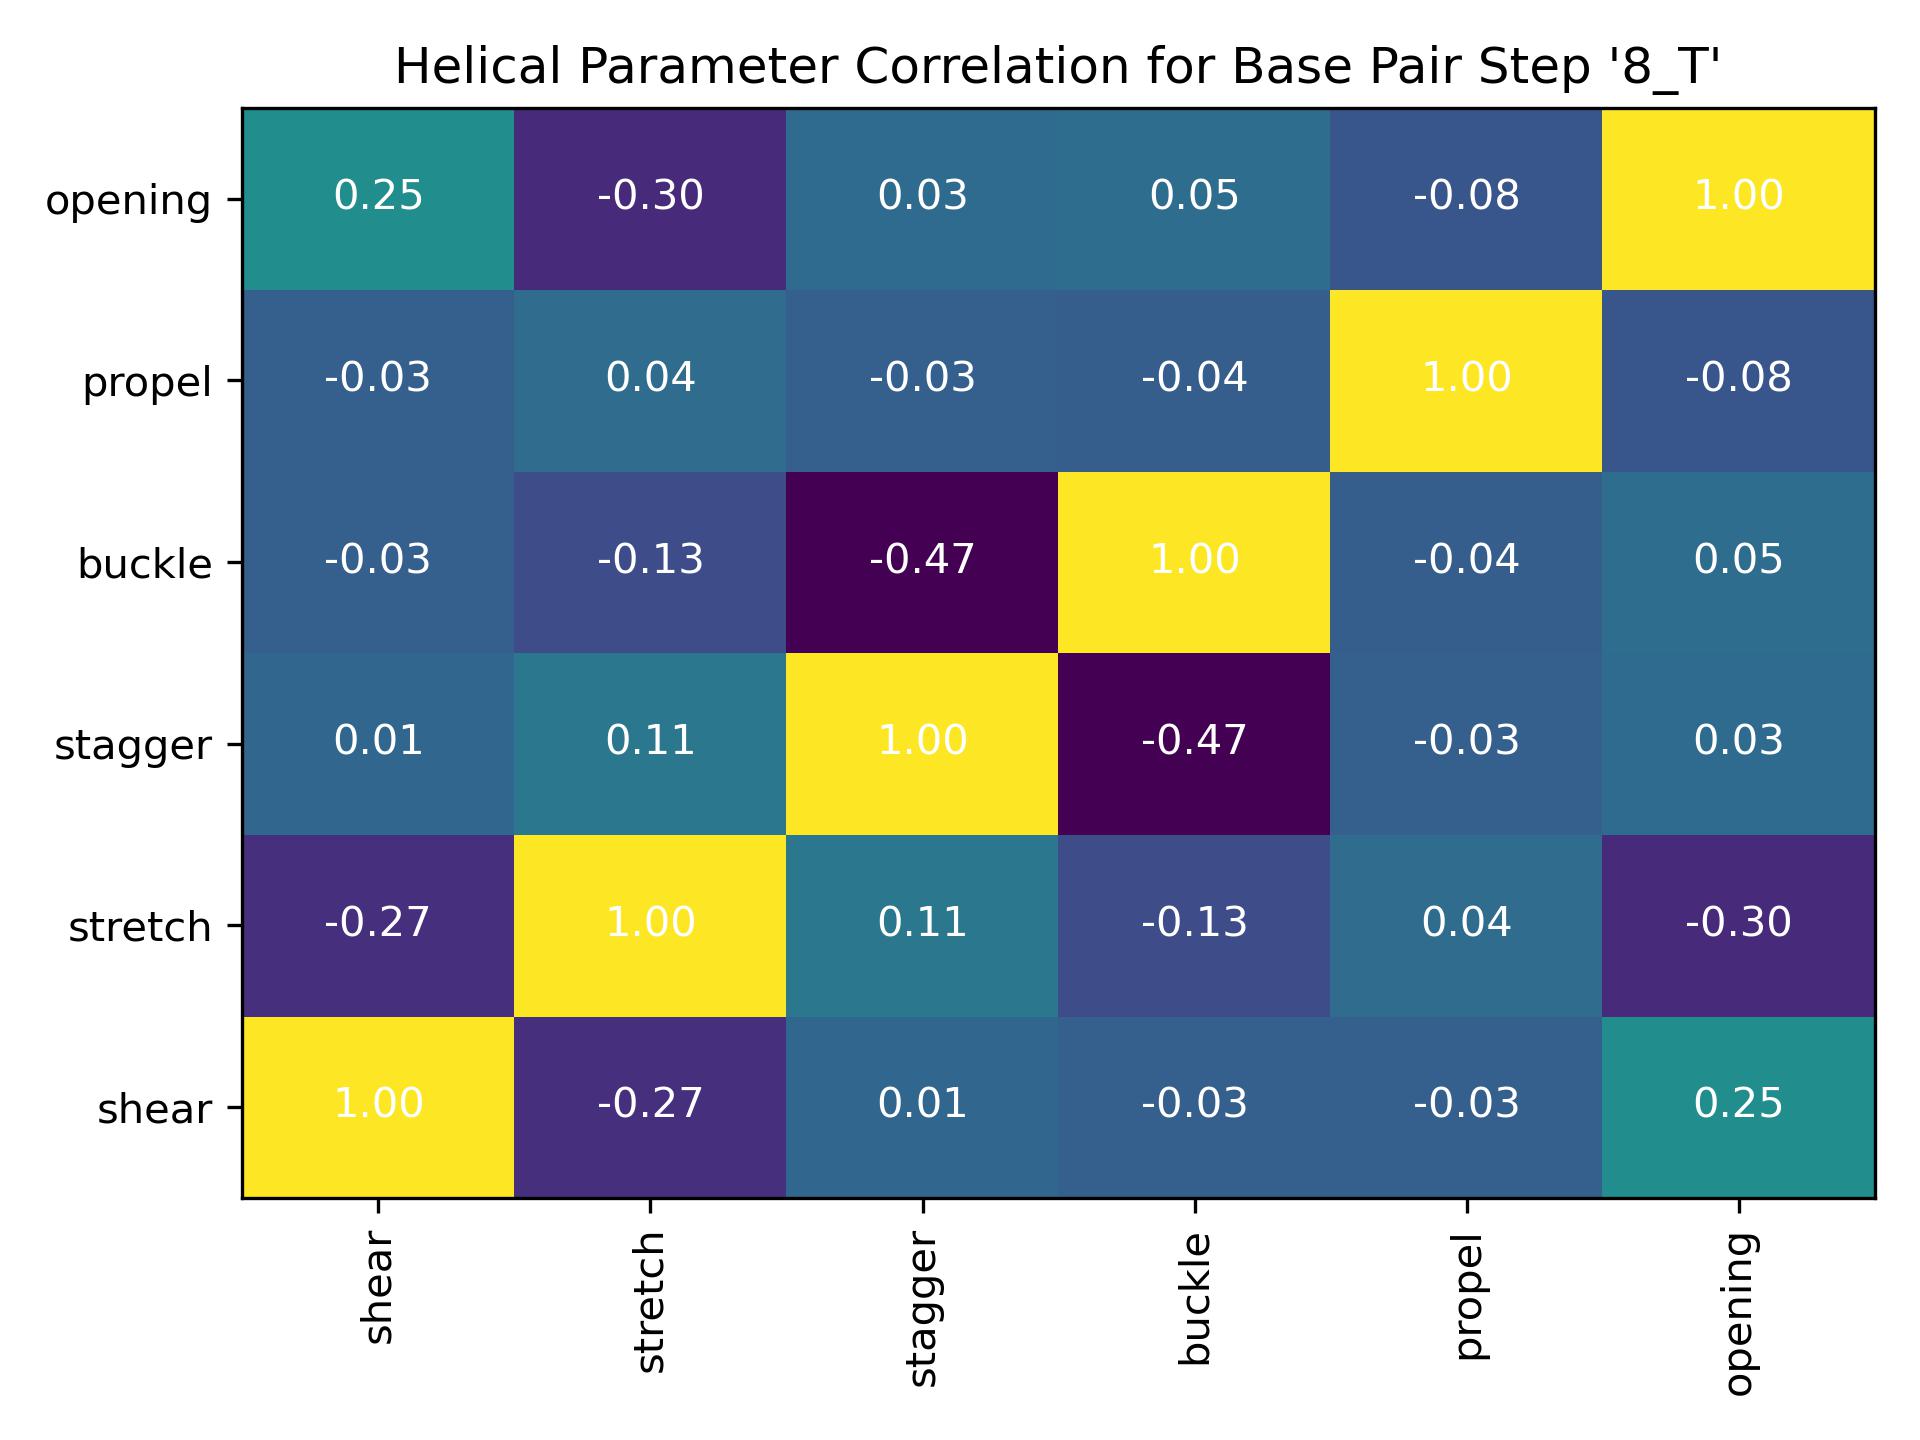 Helical Parameter Correlation for Base Pair Step '8_T'
opening 0.25 -0.30 0.03 0.05 -0.08 1.00
propel -0.03 0.04 -0.03 -0.04 1.00 -0.08
buckle -0.03 -0.13 -0.47 1.00 -0.04 0.05
stagger 0.01 0.11 1.00 -0.47 -0.03 0.03
stretch -0.27 1.00 0.11 -0.13 0.04 -0.30
shear 1.00 -0.27 0.01 -0.03 -0.03 0.25
shear stretch stagger buckle propel opening